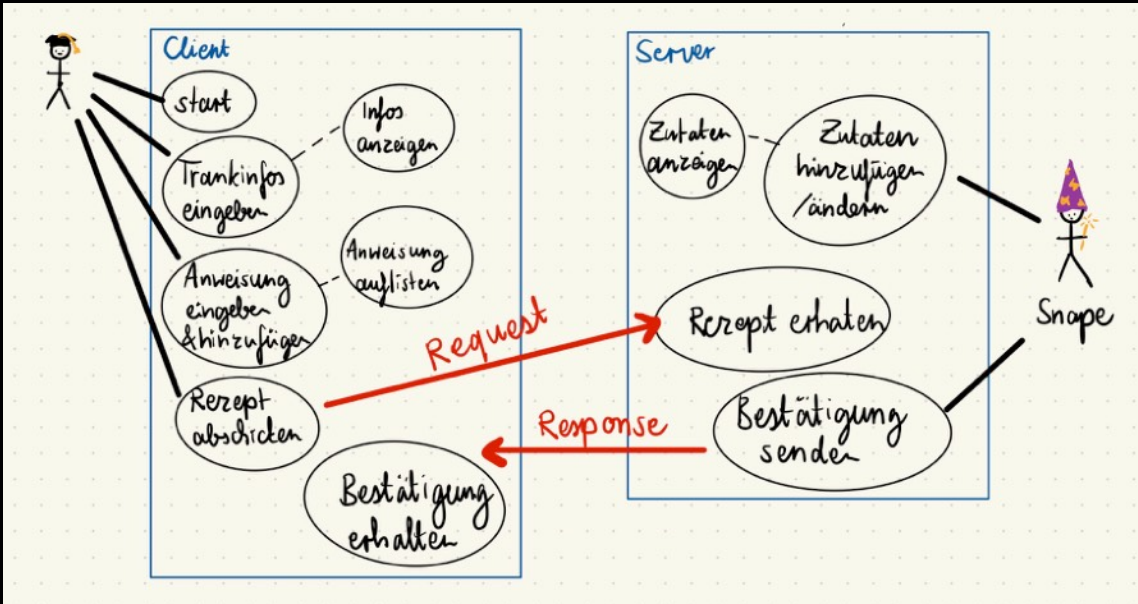 Client
start
Infos
anzeigen
Trankinfos
eingeben
Anweisung
auflisten
Anweisung
eingeben
&hinzufügen
Rezept
abschicken
Bestätigung
erhalten
Request
Response
Server
Zutaten
anzeigen
Zutaten
hinzufügen
/ändern
Rezept erhaten
Bestätigung
senden
Snape